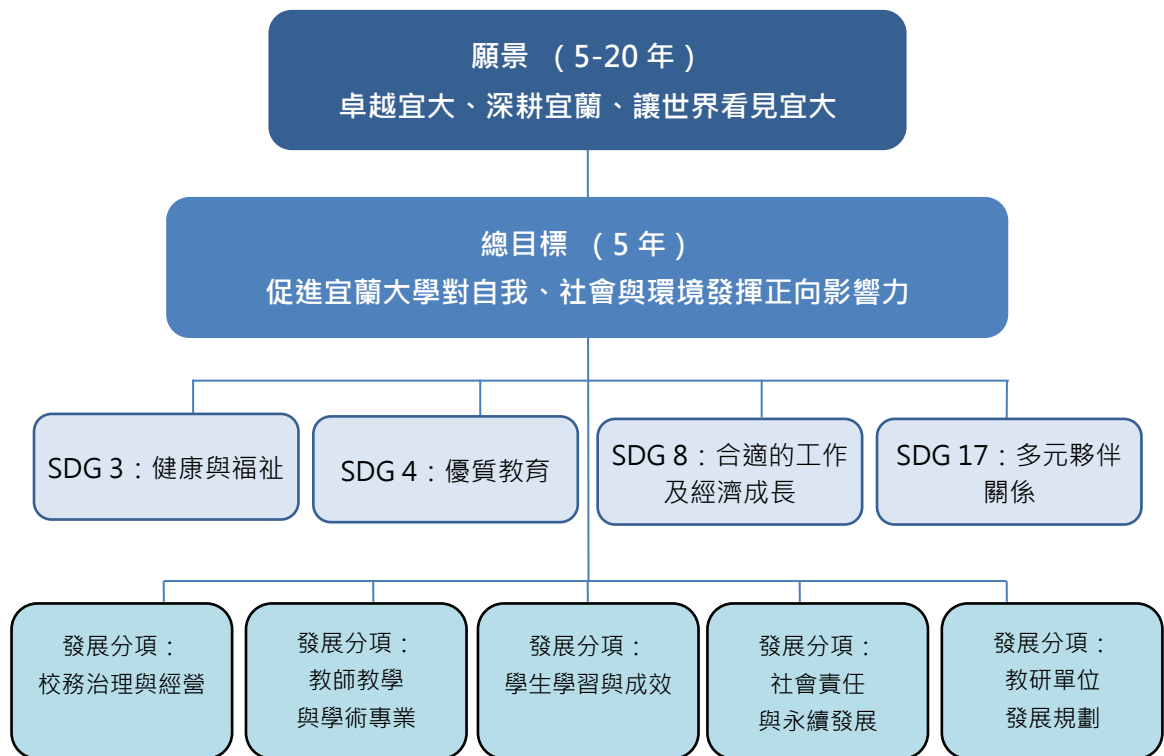 願景 （5-20 年）
卓越宜大、深耕宜蘭、讓世界看見宜大
總目標 （5 年）
促進宜蘭大學對自我、社會與環境發揮正向影響力
SDG 3：健康與福祉
SDG 4：優質教育
SDG 8：合適的工作
及經濟成長
SDG 17：多元夥伴
關係
發展分項：
校務治理與經營
發展分項：
教師教學
與學術專業
發展分項：
學生學習與成效
發展分項：
社會責任
與永續發展
發展分項：
教研單位
發展規劃